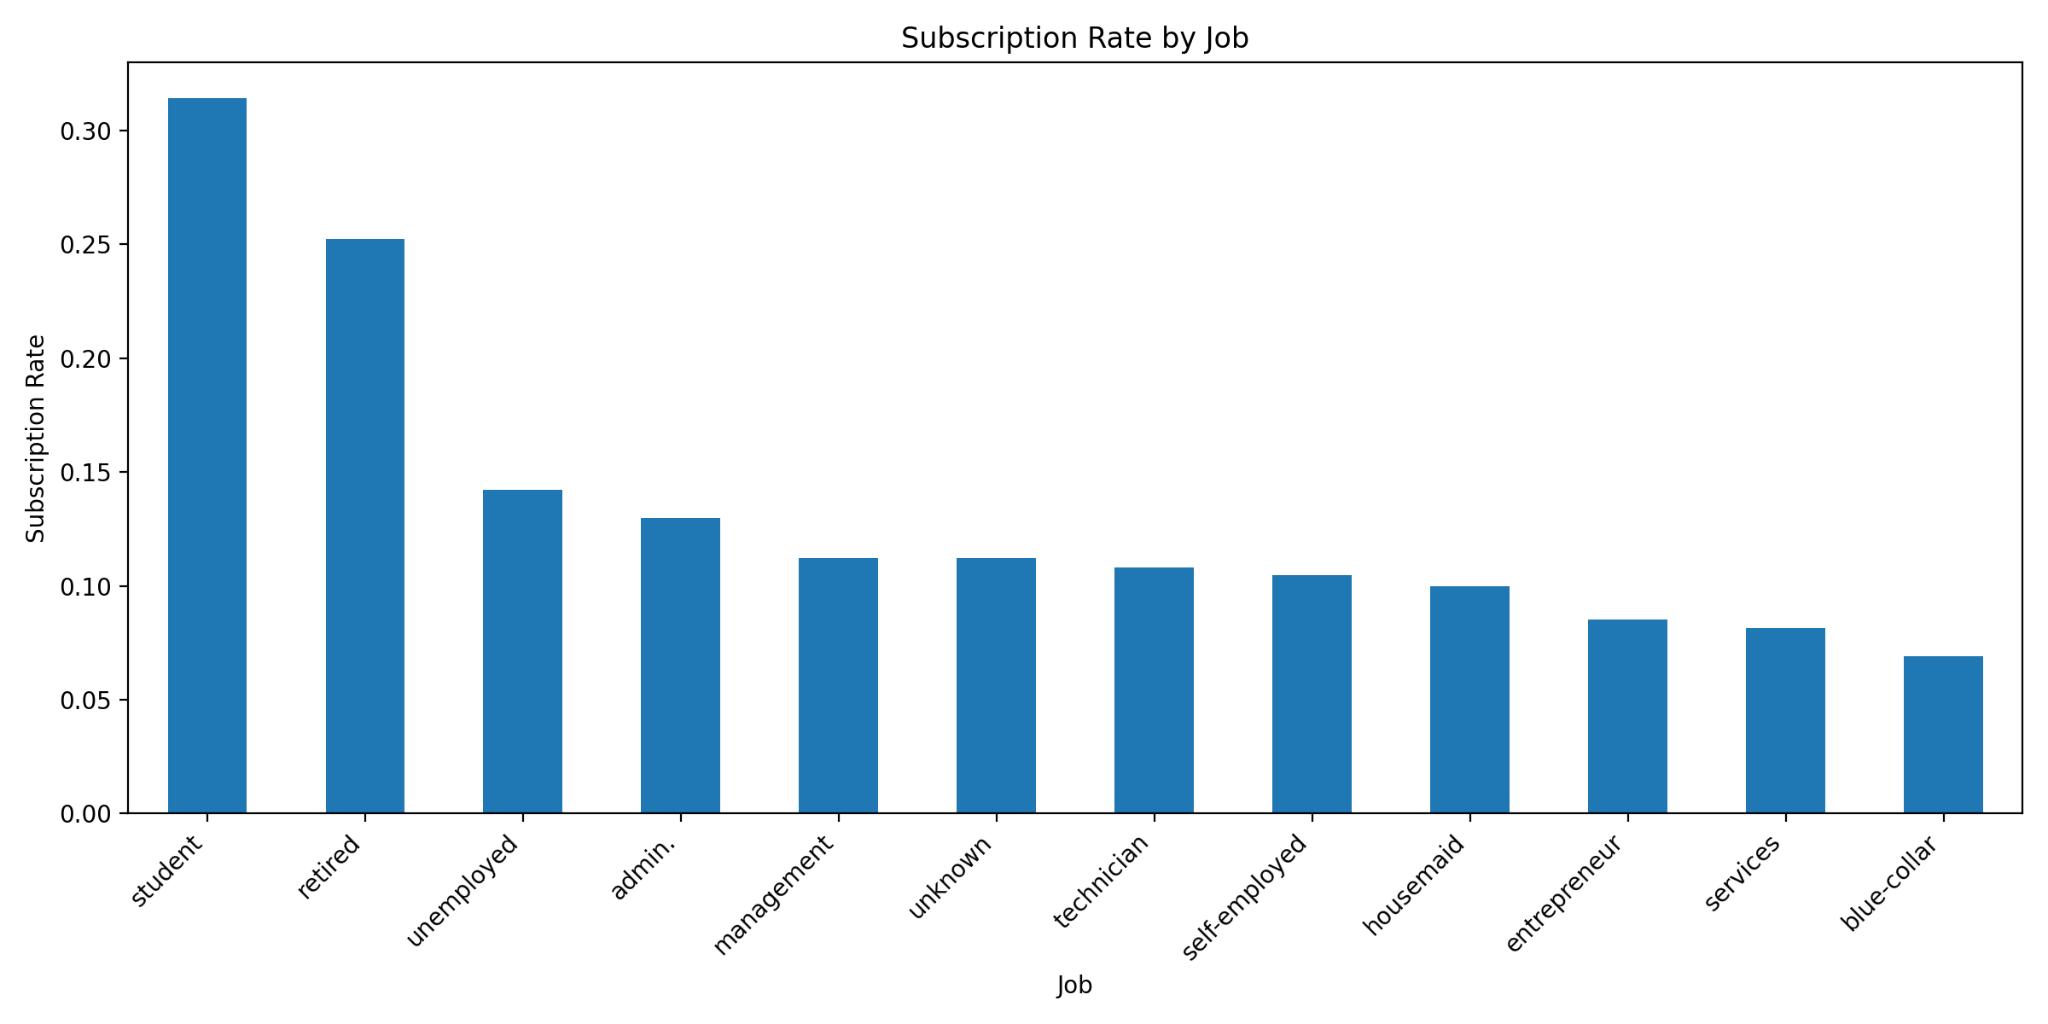 Subscription Rate by Job
Subscription Rate
0.30
0.25
0.20
0.15
0.10
0.05
0.00
student
retired
unemployed
admin.
management
unknown
technician
self-employed
housemaid
entrepreneur
services
blue-collar
Job